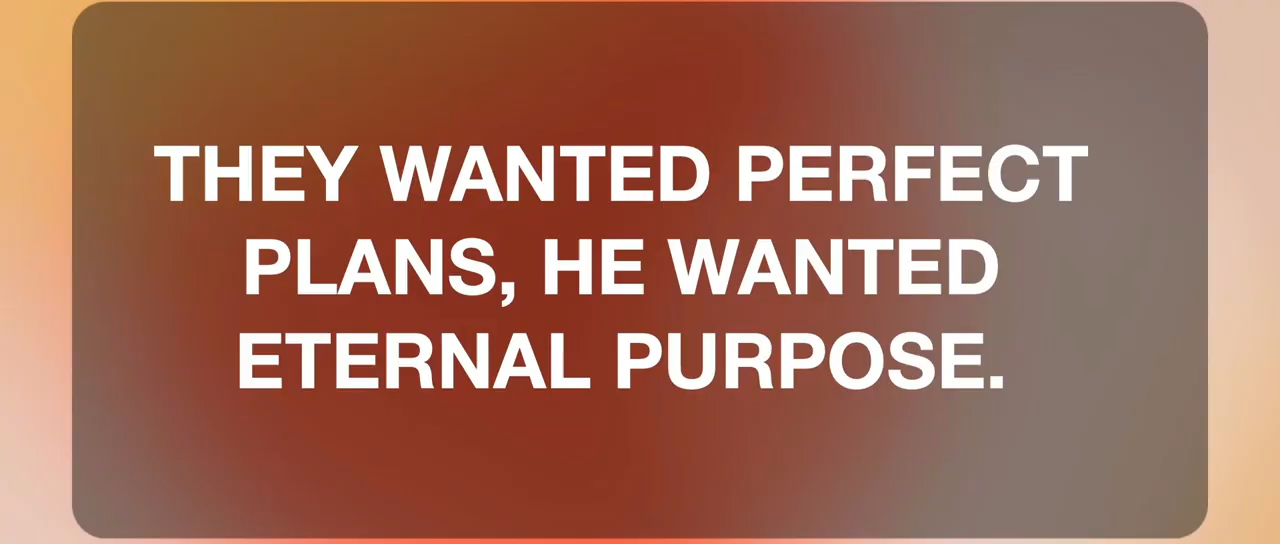 THEY WANTED PERFECT
PLANS, HE WANTED
ETERNAL PURPOSE.